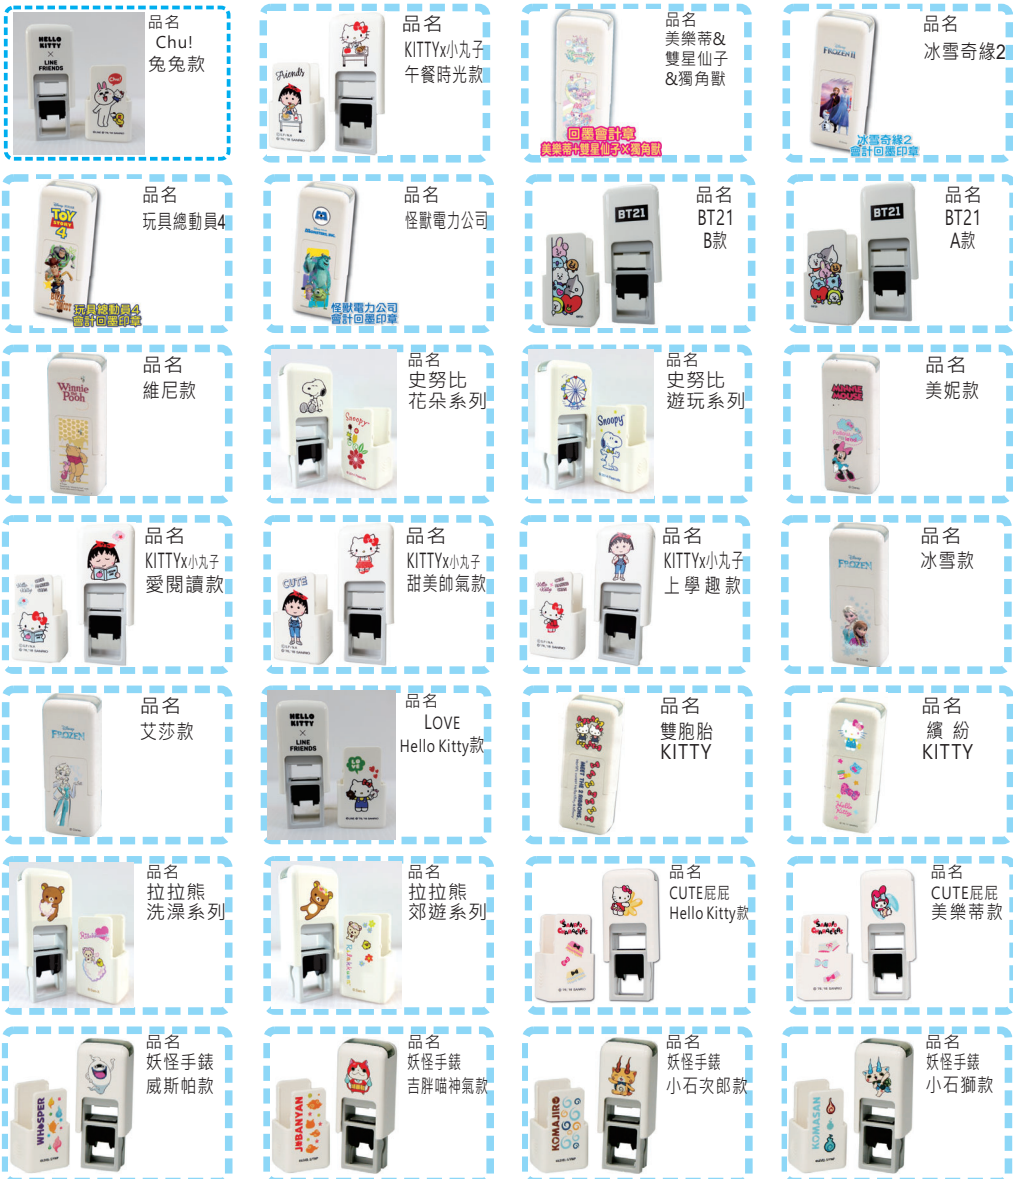 品名
Chu!
兔兔款
HELLO
KITTY
×
LINE
FRIENDS
Chu!
品名
KITTYx小丸子
午餐時光款
Friends
品名
美樂蒂&
雙星仙子
&獨角獸
回墨會計章
美樂蒂+雙星仙子×獨角獸
品名
冰雪奇緣2
Disney
FROZEN II
冰雪奇緣2
會計回墨印章
品名
玩具總動員4
TOY
STORY
4
玩具總動員4
會計回墨印章
品名
怪獸電力公司
怪獸電力公司
會計回墨印章
品名
BT21
B款
BT21
品名
BT21
A款
BT21
品名
維尼款
Winnie
the
Pooh
品名
史努比
花朵系列
Snoopy
品名
史努比
遊玩系列
Snoopy
品名
美妮款
MINNIE
MOUSE
品名
KITTYx小丸子
愛閱讀款
品名
KITTYx小丸子
甜美帥氣款
CUTE
品名
KITTYx小丸子
上學趣款
品名
冰雪款
Disney
FROZEN
品名
艾莎款
Disney
FROZEN
品名
LOVE
Hello Kitty款
HELLO
KITTY
×
LINE
FRIENDS
LOVE
品名
雙胞胎
KITTY
MEET THE 2 RIBBONS.
品名
繽 紛
KITTY
Hello
Kitty
品名
拉拉熊
洗澡系列
品名
拉拉熊
郊遊系列
品名
CUTE屁屁
Hello Kitty款
SANRIO
CHARACTERS
品名
CUTE屁屁
美樂蒂款
SANRIO
CHARACTERS
品名
妖怪手錶
威斯帕款
WHISPER
品名
妖怪手錶
吉胖喵神氣款
JIBANYAN
品名
妖怪手錶
小石次郎款
KOMAJIRO
品名
妖怪手錶
小石獅款
KOMASAN